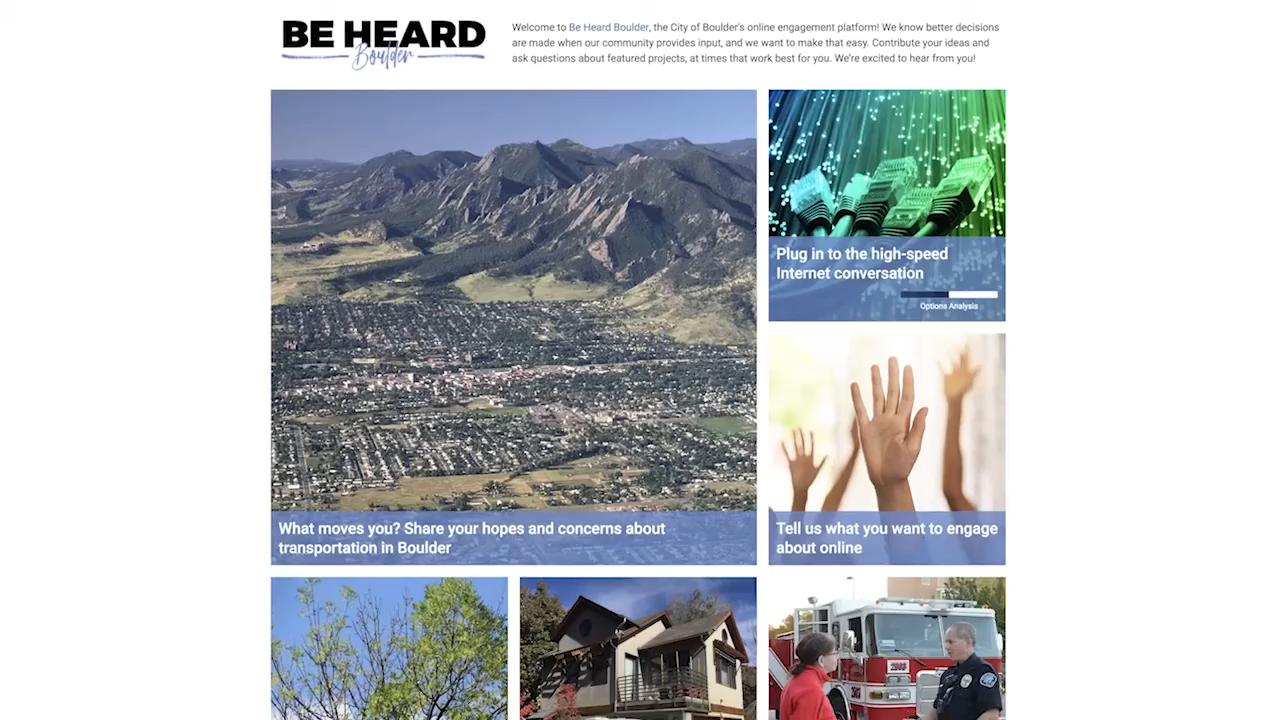 BE HEARD
Boulder
Welcome to Be Heard Boulder, the City of Boulder's online engagement platform! We know better decisions
are made when our community provides input, and we want to make that easy. Contribute your ideas and
ask questions about featured projects, at times that work best for you. We're excited to hear from you!
Plug in to the high-speed
Internet conversation
Options Analysis
What moves you? Share your hopes and concerns about
transportation in Boulder
Tell us what you want to engage
about online